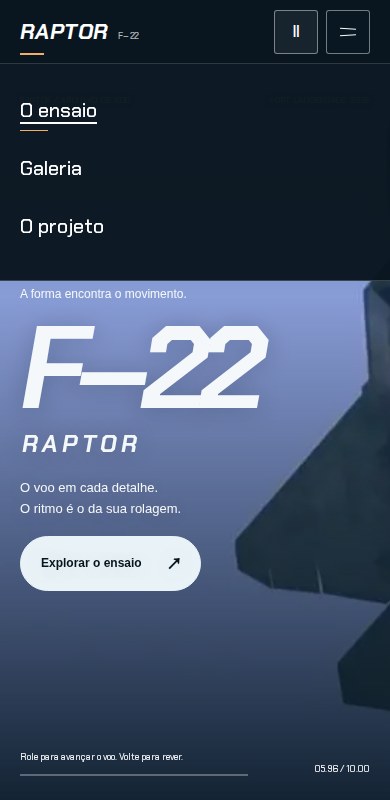 RAPTOR F–22
O ensaio
Galeria
O projeto
A forma encontra o movimento.
F–22
RAPTOR
O voo em cada detalhe.
O ritmo é o da sua rolagem.
Explorar o ensaio ↗
Role para avançar o voo. Volte para rever.
05.96 / 10.00